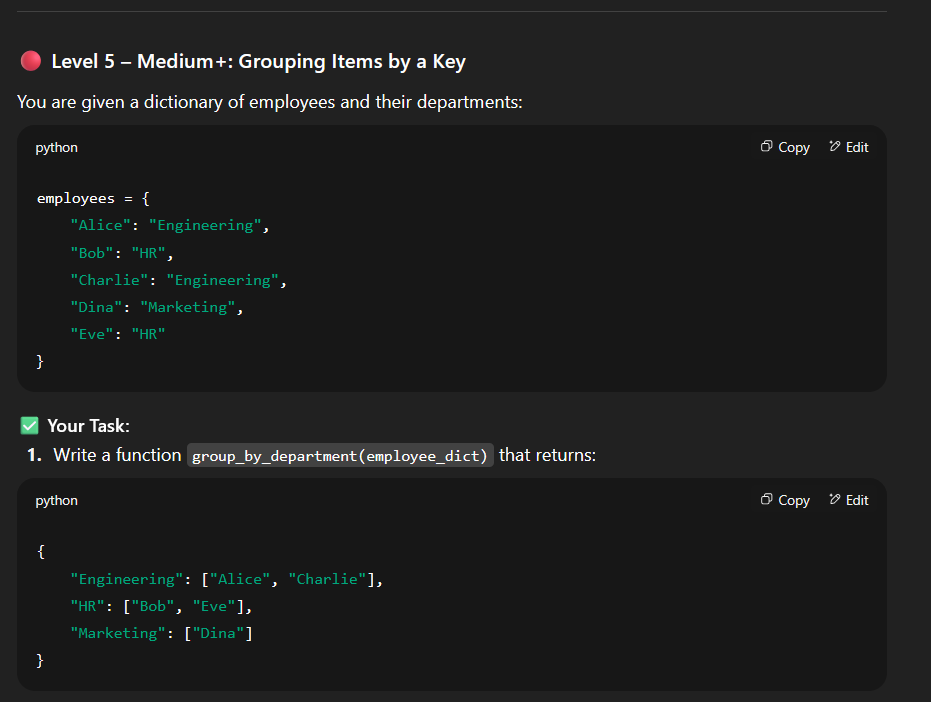 🔴 Level 5 – Medium+: Grouping Items by a Key
You are given a dictionary of employees and their departments:
python Copy Edit
employees = {
    "Alice": "Engineering",
    "Bob": "HR",
    "Charlie": "Engineering",
    "Dina": "Marketing",
    "Eve": "HR"
}
✅ Your Task:
1. Write a function group_by_department(employee_dict) that returns:
python Copy Edit
{
    "Engineering": ["Alice", "Charlie"],
    "HR": ["Bob", "Eve"],
    "Marketing": ["Dina"]
}